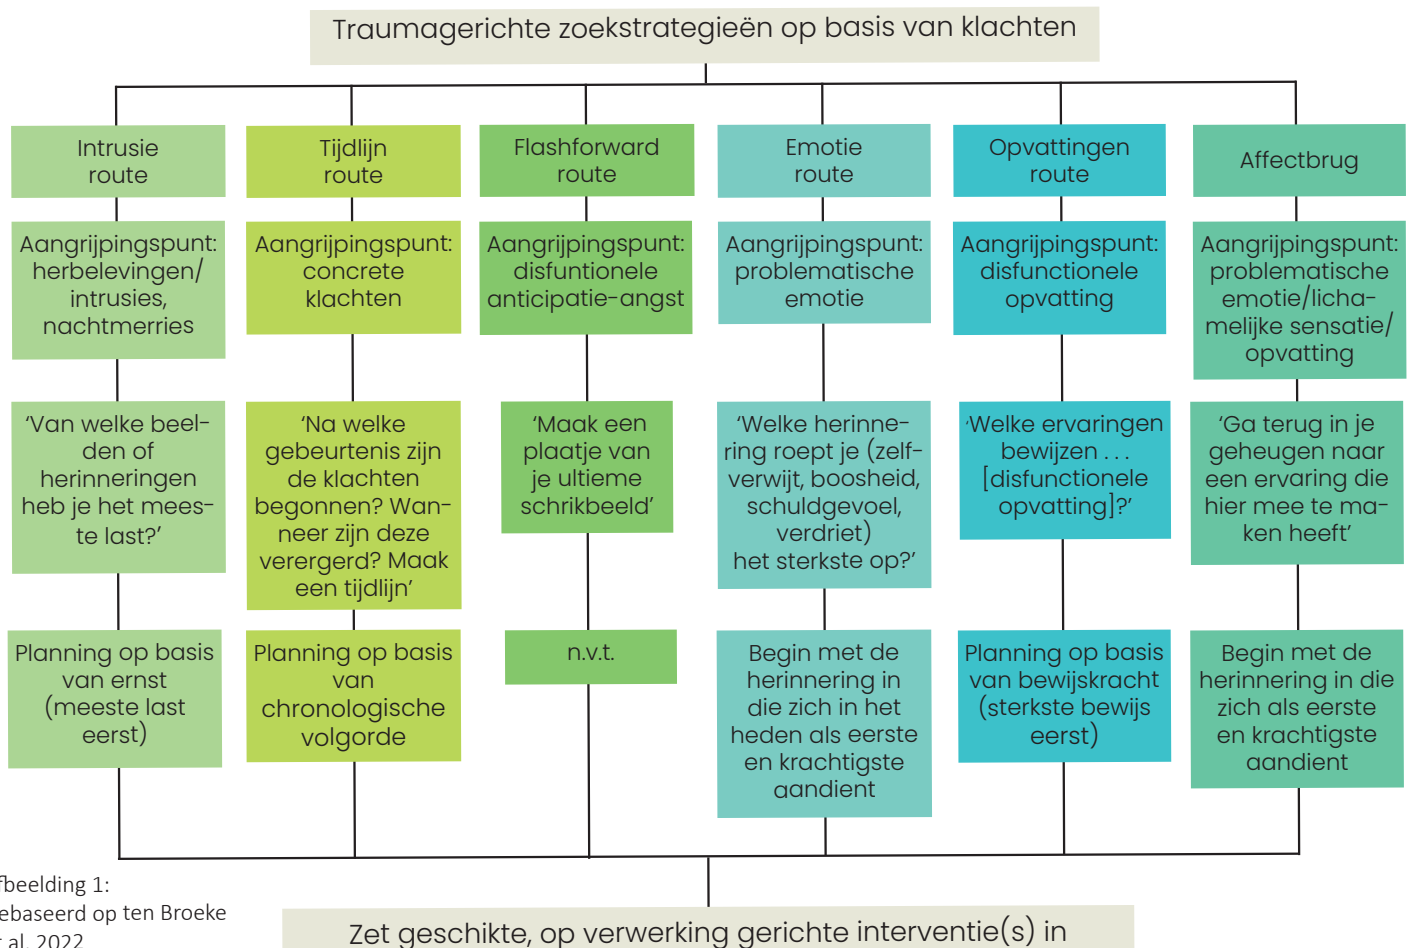 Traumagerichte zoekstrategieën op basis van klachten
Intrusie
route
Tijdlijn
route
Flashforward
route
Emotie
route
Opvattingen
route
Affectbrug
Aangrijpingspunt:
herbelevingen/
intrusies,
nachtmerries
Aangrijpingspunt:
concrete
klachten
Aangrijpingspunt:
disfuntionele
anticipatie-angst
Aangrijpingspunt:
problematische
emotie
Aangrijpingspunt:
disfunctionele
opvatting
Aangrijpingspunt:
problematische
emotie/licha-
melijke sensatie/
opvatting
‘Van welke beel-
den of
herinneringen
heb je het mees-
te last?’
‘Na welke
gebeurtenis zijn
de klachten
begonnen? Wan-
neer zijn deze
verergerd? Maak
een tijdlijn’
‘Maak een
plaatje van
je ultieme
schrikbeeld’
‘Welke herinne-
ring roept je (zelf-
verwijt, boosheid,
schuldgevoel,
verdriet)
het sterkste op?’
‘Welke ervaringen
bewijzen ...
[disfunctionele
opvatting]?’
‘Ga terug in je
geheugen naar
een ervaring die
hier mee te ma-
ken heeft’
Planning op basis
van ernst
(meeste last
eerst)
Planning op basis
van
chronologische
volgorde
n.v.t.
Begin met de
herinnering in
die zich in het
heden als eerste
en krachtigste
aandient
Planning op basis
van bewijskracht
(sterkste bewijs
eerst)
Begin met de
herinnering in die
zich als eerste
en krachtigste
aandient
fbeelding 1:
ebaseerd op ten Broeke
t al. 2022
Zet geschikte, op verwerking gerichte interventie(s) in